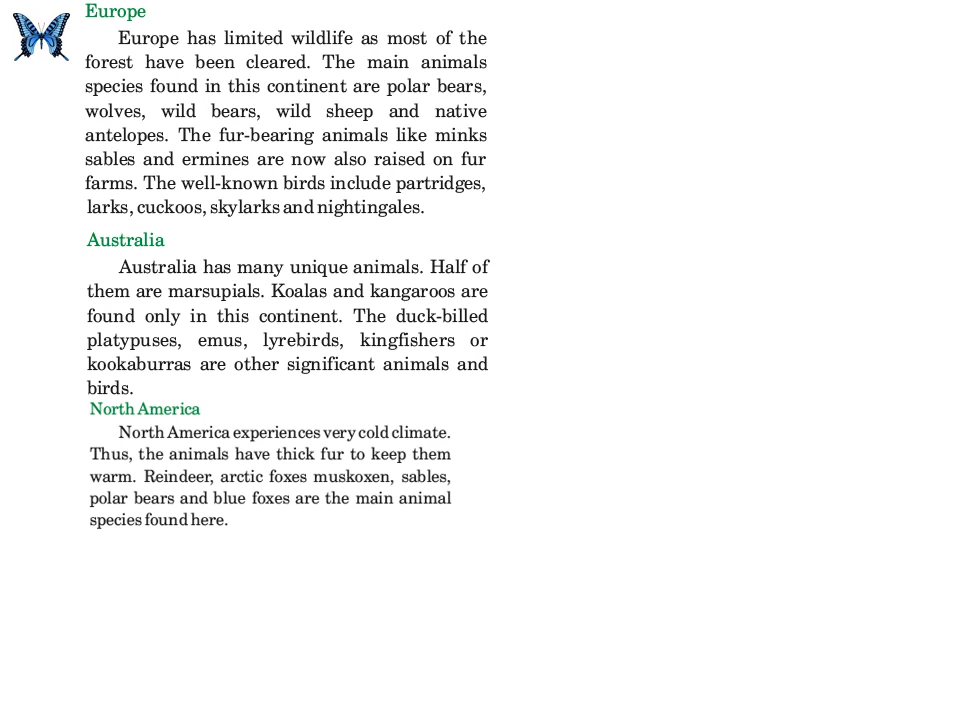 Europe
Europe has limited wildlife as most of the
forest have been cleared. The main animals
species found in this continent are polar bears,
wolves, wild bears, wild sheep and native
antelopes. The fur-bearing animals like minks
sables and ermines are now also raised on fur
farms. The well-known birds include partridges,
larks, cuckoos, skylarks and nightingales.
Australia
Australia has many unique animals. Half of
them are marsupials. Koalas and kangaroos are
found only in this continent. The duck-billed
platypuses, emus, lyrebirds, kingfishers or
kookaburras are other significant animals and
birds.
North America
North America experiences very cold climate.
Thus, the animals have thick fur to keep them
warm. Reindeer, arctic foxes muskoxen, sables,
polar bears and blue foxes are the main animal
species found here.